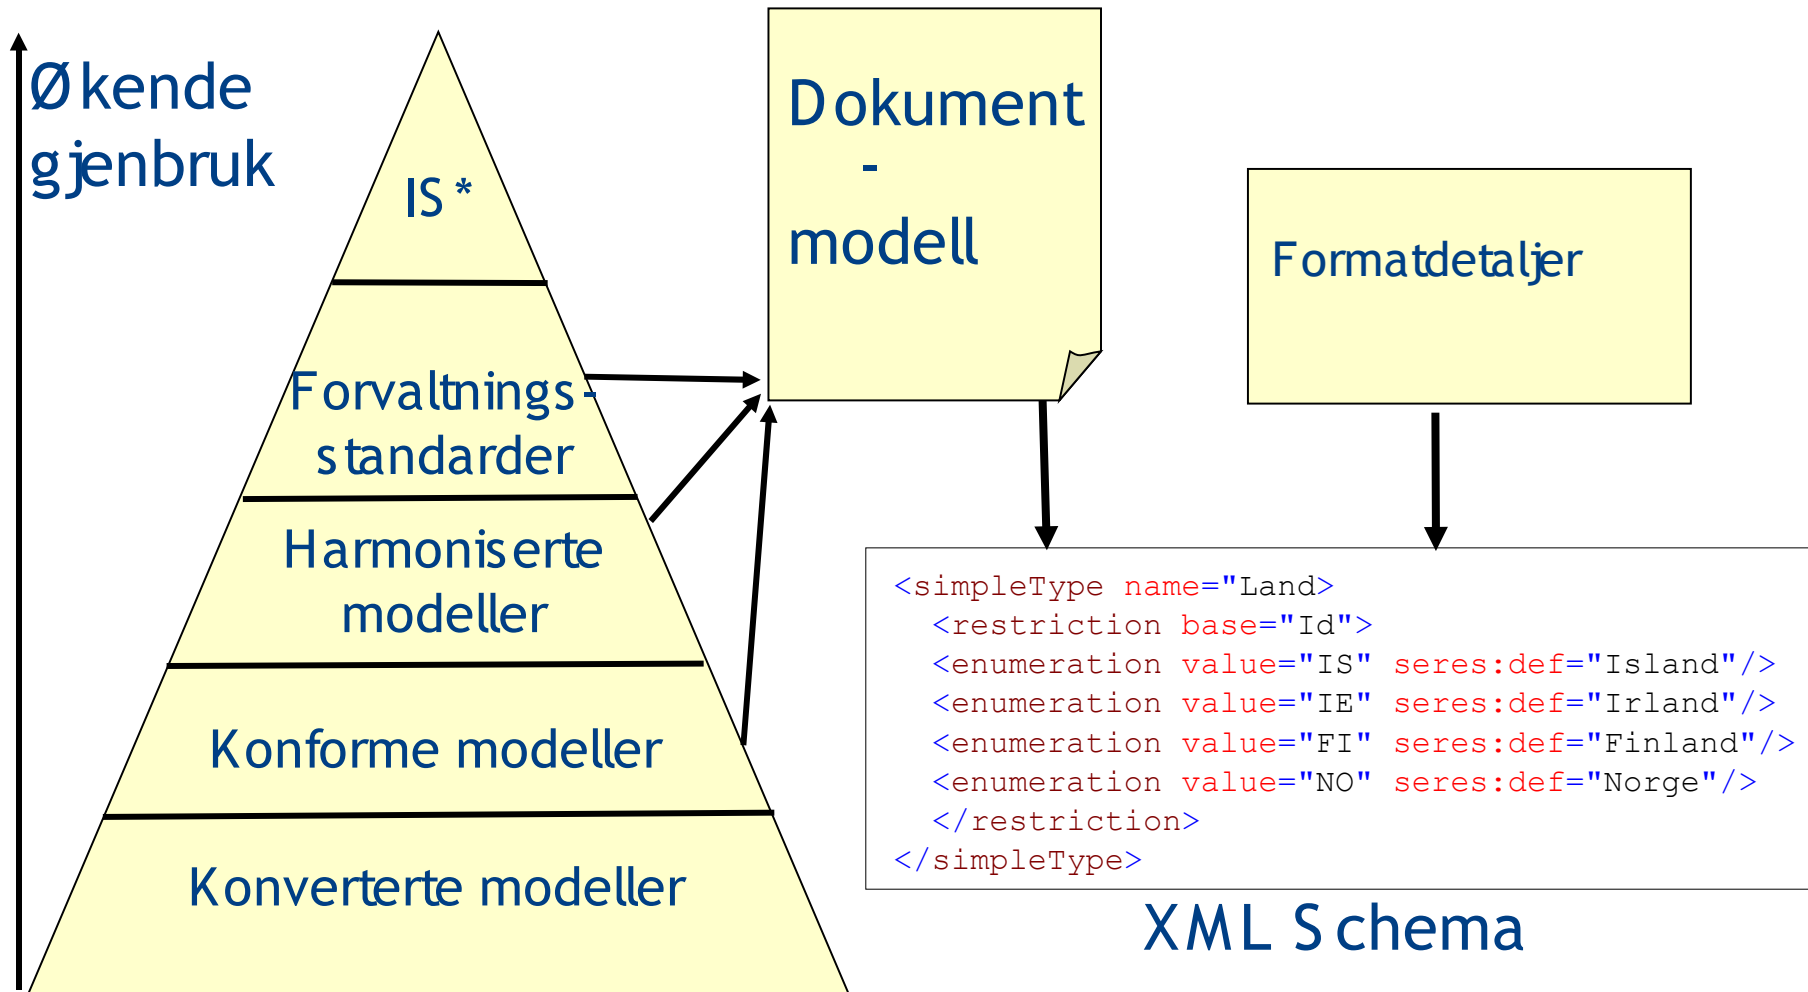 Økende
gjenbruk
IS*
Forvaltnings-
standarder
Harmoniserte
modeller
Konforme modeller
Konverterte modeller
Dokument
-
modell
Formatdetaljer
<simpleType name="Land>
<restriction base="Id">
<enumeration value="IS" seres:def="Island"/>
<enumeration value="IE" seres:def="Irland"/>
<enumeration value="FI" seres:def="Finland"/>
<enumeration value="NO" seres:def="Norge"/>
</restriction>
</simpleType>
XML Schema